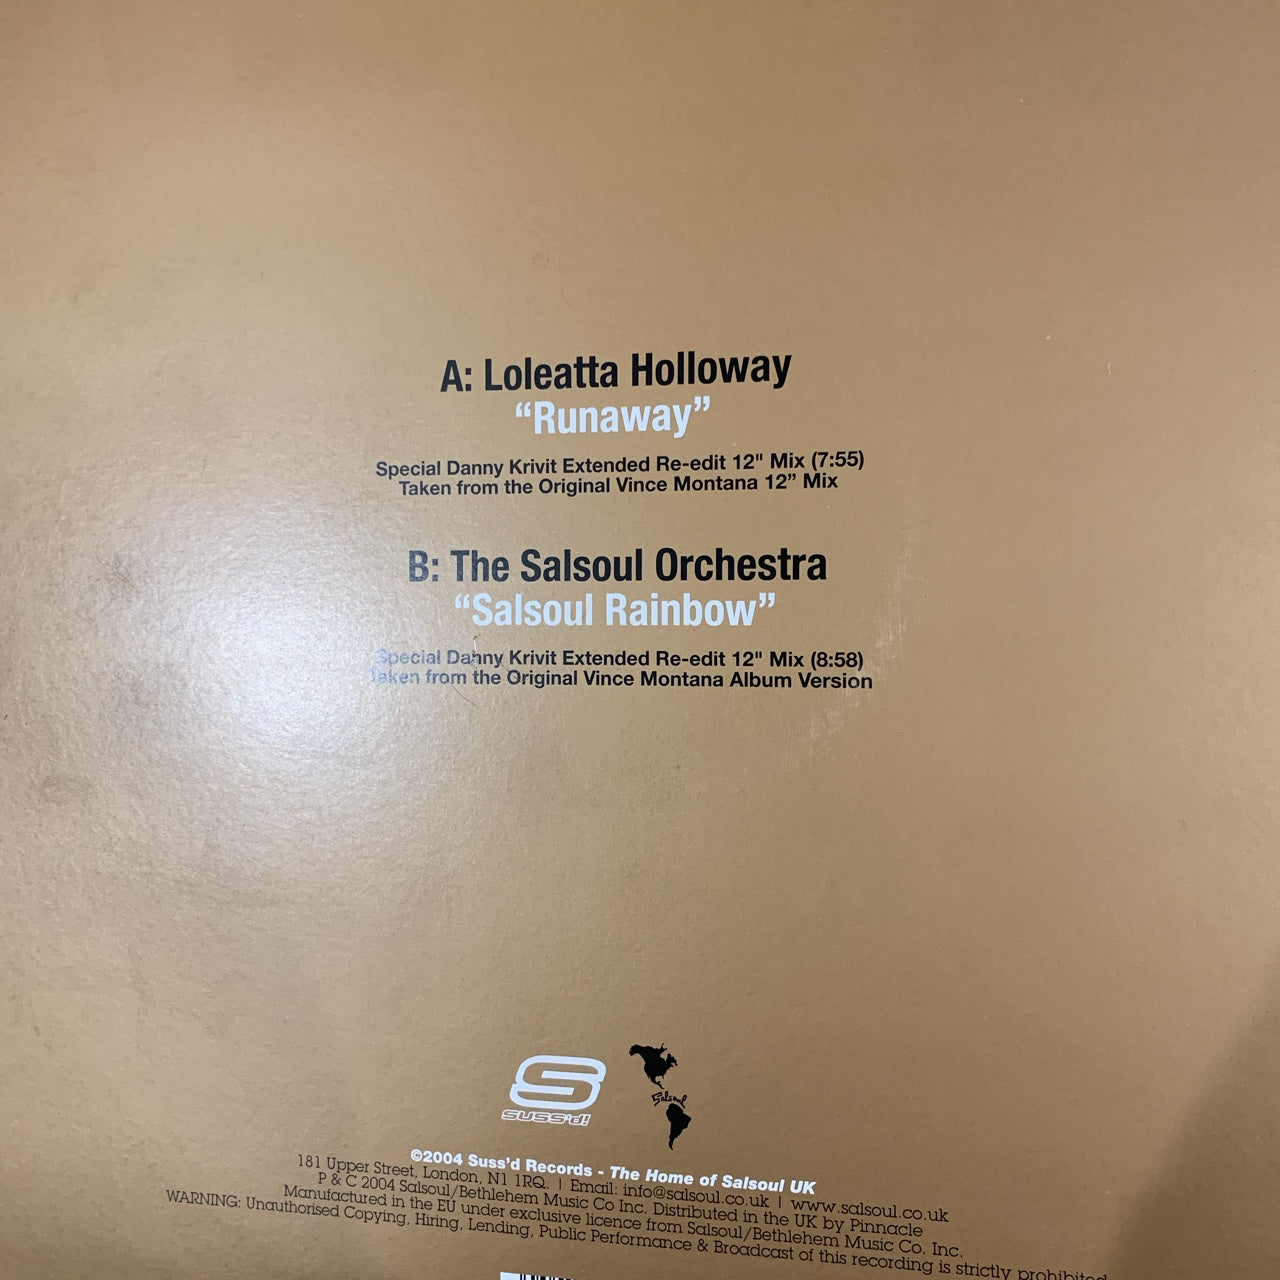 A: Loleatta Holloway
“Runaway”
Special Danny Krivit Extended Re-edit 12" Mix (7:55)
Taken from the Original Vince Montana 12” Mix
B: The Salsoul Orchestra
“Salsoul Rainbow”
Special Danny Krivit Extended Re-edit 12" Mix (8:58)
Taken from the Original Vince Montana Album Version
S
SUSS'd!
Salsoul
©2004 Suss'd Records - The Home of Salsoul UK
181 Upper Street, London, N1 1RQ. | Email: info@salsoul.co.uk | www.salsoul.co.uk
P & C 2004 Salsoul/Bethlehem Music Co Inc. Distributed in the UK by Pinnacle
Manufactured in the EU under exclusive licence from Salsoul/Bethlehem Music Co. Inc.
WARNING: Unauthorised Copying, Hiring, Lending, Public Performance & Broadcast of this recording is strictly prohibited